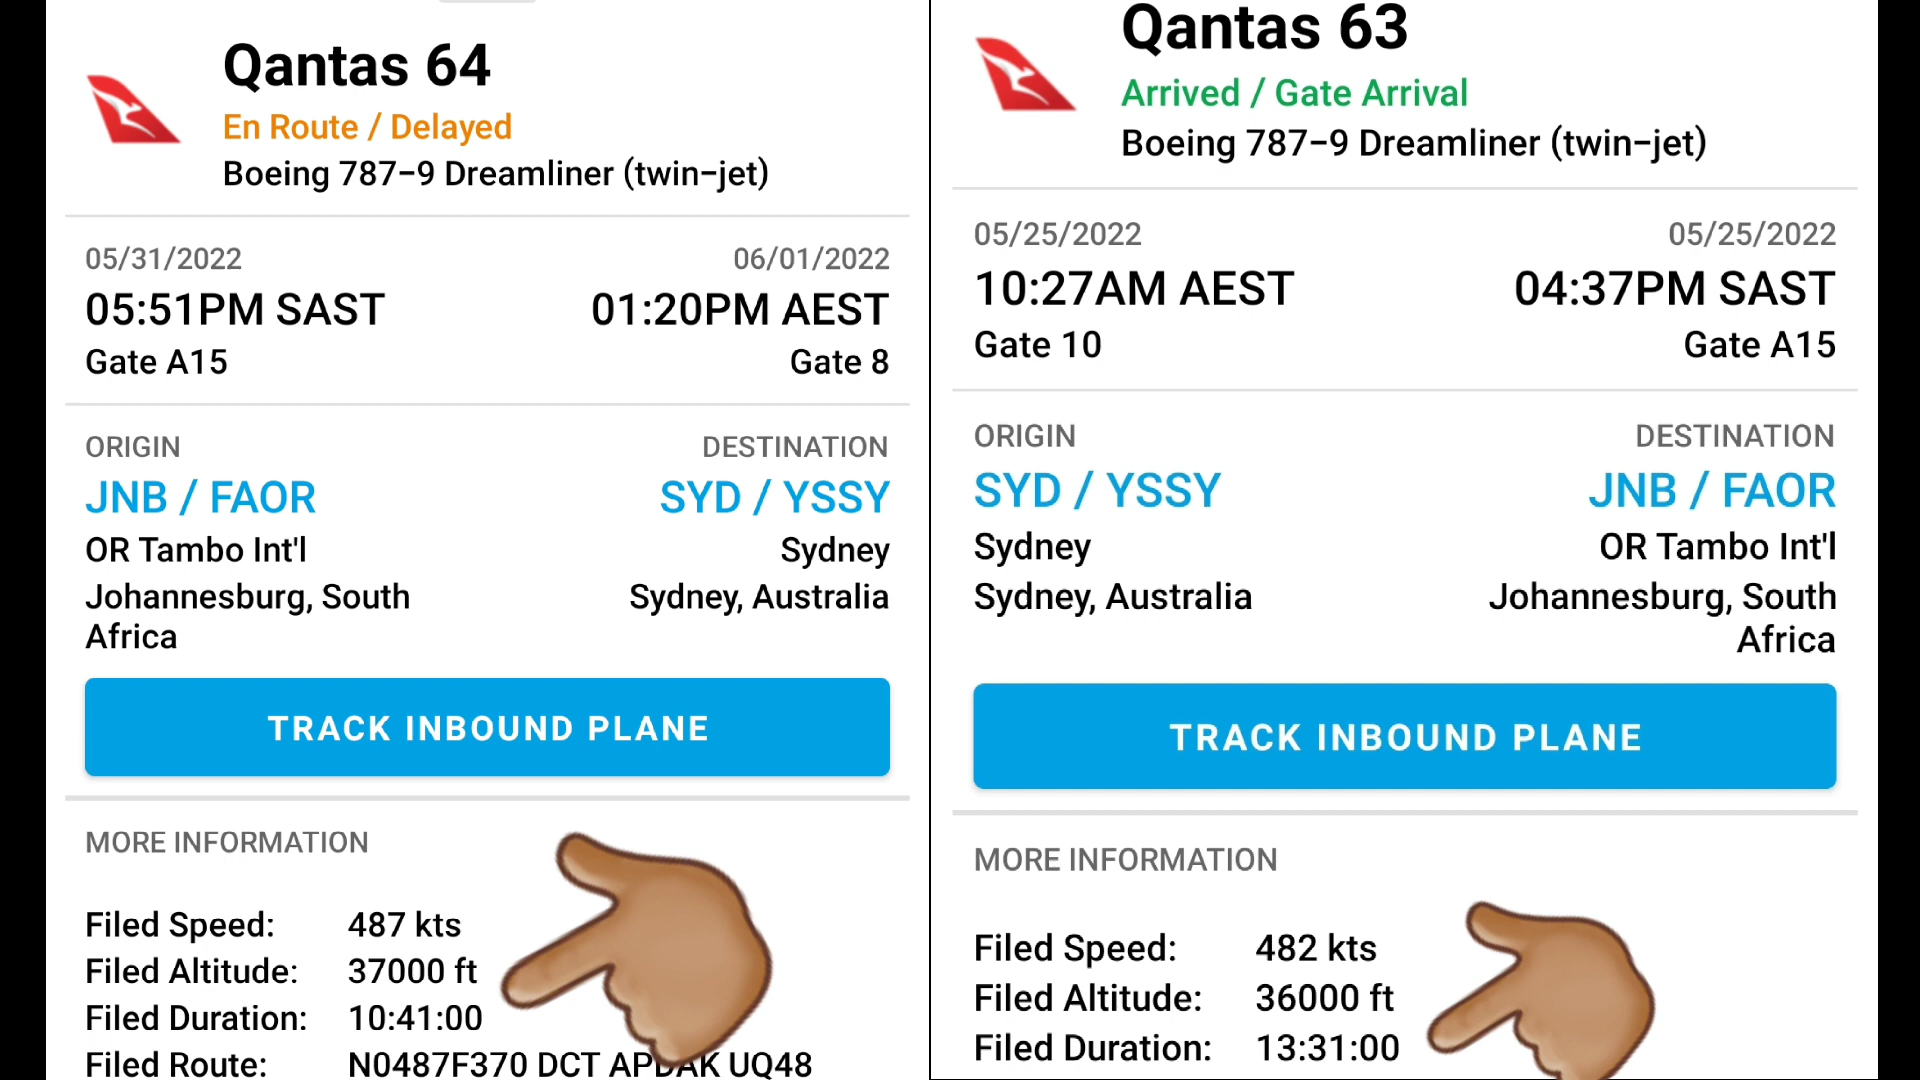 Qantas 64
En Route / Delayed
Boeing 787-9 Dreamliner (twin-jet)
05/31/2022 06/01/2022
05:51PM SAST 01:20PM AEST
Gate A15 Gate 8
ORIGIN DESTINATION
JNB / FAOR SYD / YSSY
OR Tambo Int'l Sydney
Johannesburg, South Sydney, Australia
Africa
TRACK INBOUND PLANE
MORE INFORMATION
Filed Speed: 487 kts
Filed Altitude: 37000 ft
Filed Duration: 10:41:00
Filed Route: N0487F370 DCT APDAK UQ48
Qantas 63
Arrived / Gate Arrival
Boeing 787-9 Dreamliner (twin-jet)
05/25/2022 05/25/2022
10:27AM AEST 04:37PM SAST
Gate 10 Gate A15
ORIGIN DESTINATION
SYD / YSSY JNB / FAOR
Sydney OR Tambo Int'l
Sydney, Australia Johannesburg, South
Africa
TRACK INBOUND PLANE
MORE INFORMATION
Filed Speed: 482 kts
Filed Altitude: 36000 ft
Filed Duration: 13:31:00